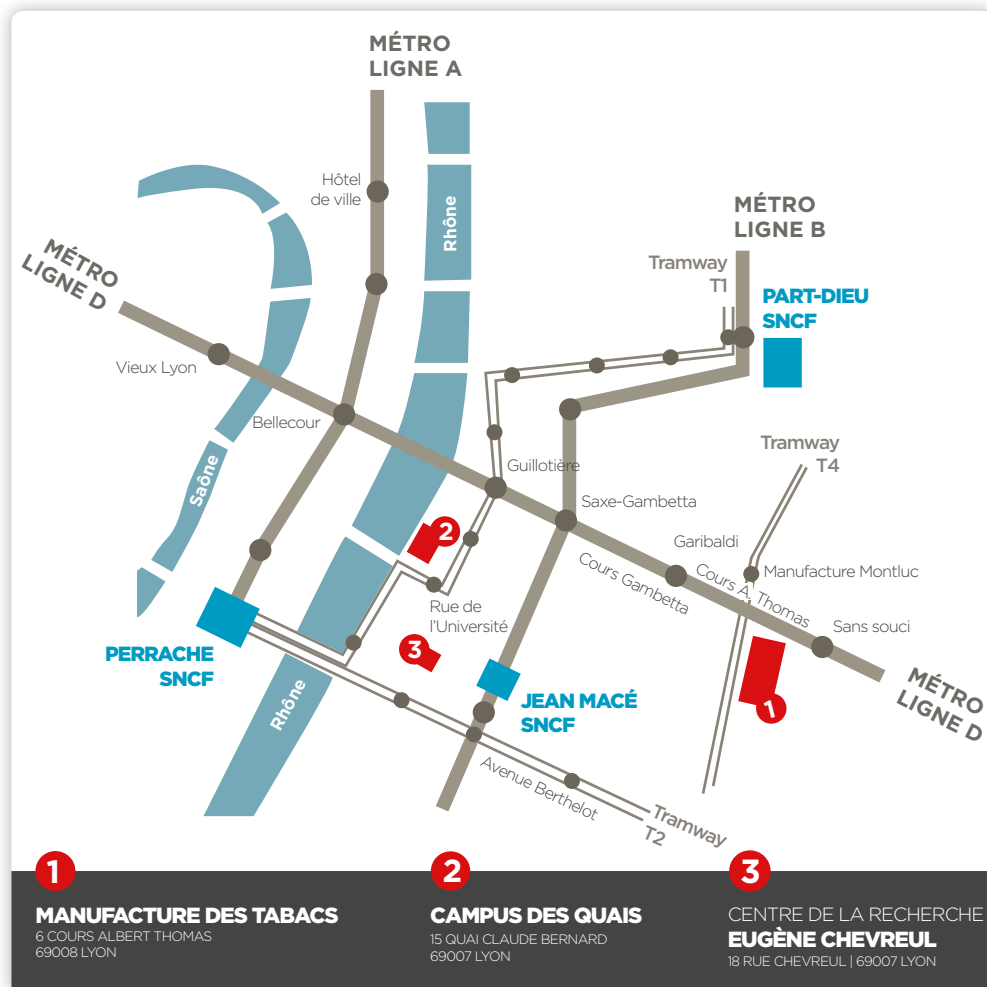 MÉTRO
LIGNE A
Hôtel
de ville
Rhône
MÉTRO
LIGNE B
Tramway
T1
PART-DIEU
SNCF
MÉTRO
LIGNE D
Vieux Lyon
Bellecour
Saône
Guillotière
Tramway
T4
Saxe-Gambetta
Garibaldi
Manufacture Montluc
2
Cours Gambetta
Cours A. Thomas
Rue de
l'Université
Sans souci
3
PERRACHE
SNCF
Rhône
JEAN MACÉ
SNCF
1
MÉTRO
LIGNE D
Avenue Berthelot
Tramway
T2
1
MANUFACTURE DES TABACS
6 COURS ALBERT THOMAS
69008 LYON
2
CAMPUS DES QUAIS
15 QUAI CLAUDE BERNARD
69007 LYON
3
CENTRE DE LA RECHERCHE
EUGÈNE CHEVREUL
18 RUE CHEVREUL | 69007 LYON